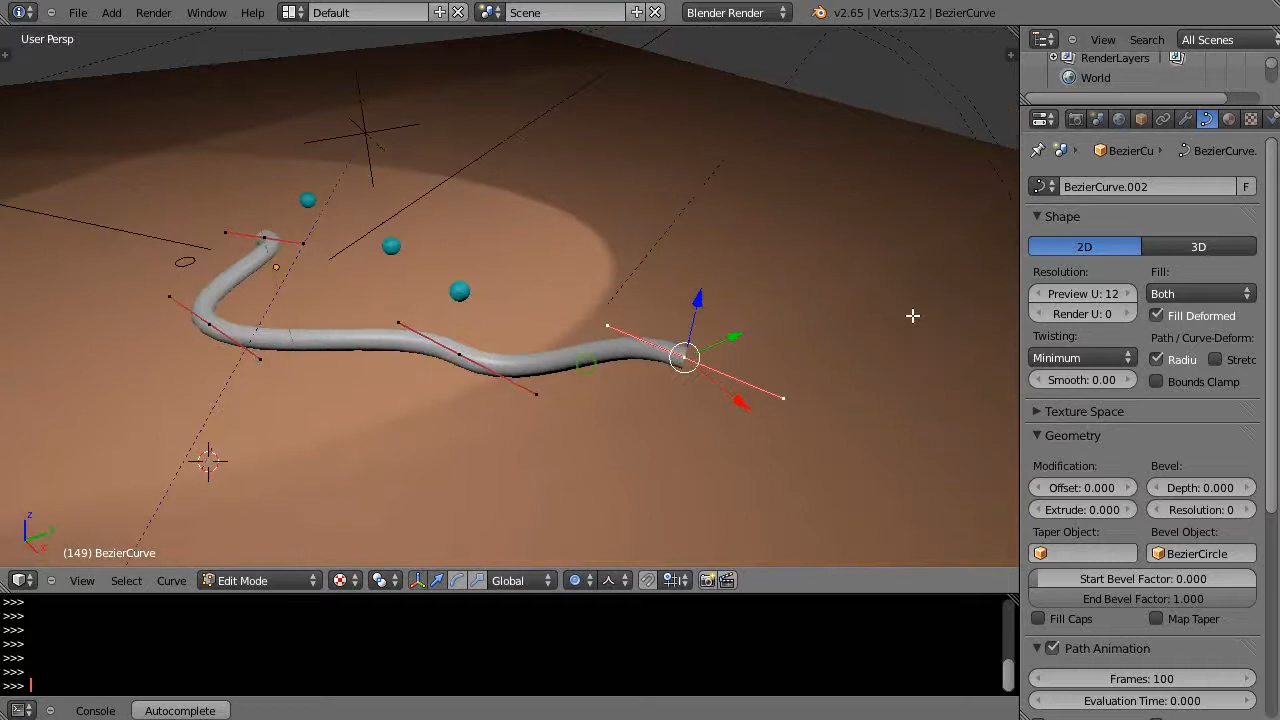 File Add Render Window Help Default Scene Blender Render v2.65 | Verts:3/12 | BezierCurve
User Persp
View Search All Scenes
RenderLayers
World
BezierCu BezierCurve.
BezierCurve.002 F
Shape
2D 3D
Resolution: Fill:
Preview U: 12 Both
Render U: 0 Fill Deformed
Twisting: Path / Curve-Deform:
Minimum Radiu Stretc
Smooth: 0.00 Bounds Clamp
Texture Space
Geometry
Modification: Bevel:
Offset: 0.000 Depth: 0.000
Extrude: 0.000 Resolution: 0
Taper Object: Bevel Object:
BezierCircle
Start Bevel Factor: 0.000
End Bevel Factor: 1.000
Fill Caps Map Taper
Path Animation
Frames: 100
Evaluation Time: 0.000
z
y
x
(149) BezierCurve
View Select Curve Edit Mode Global
>>>
>>>
>>>
>>>
>>>
>>>
>>>
Console Autocomplete